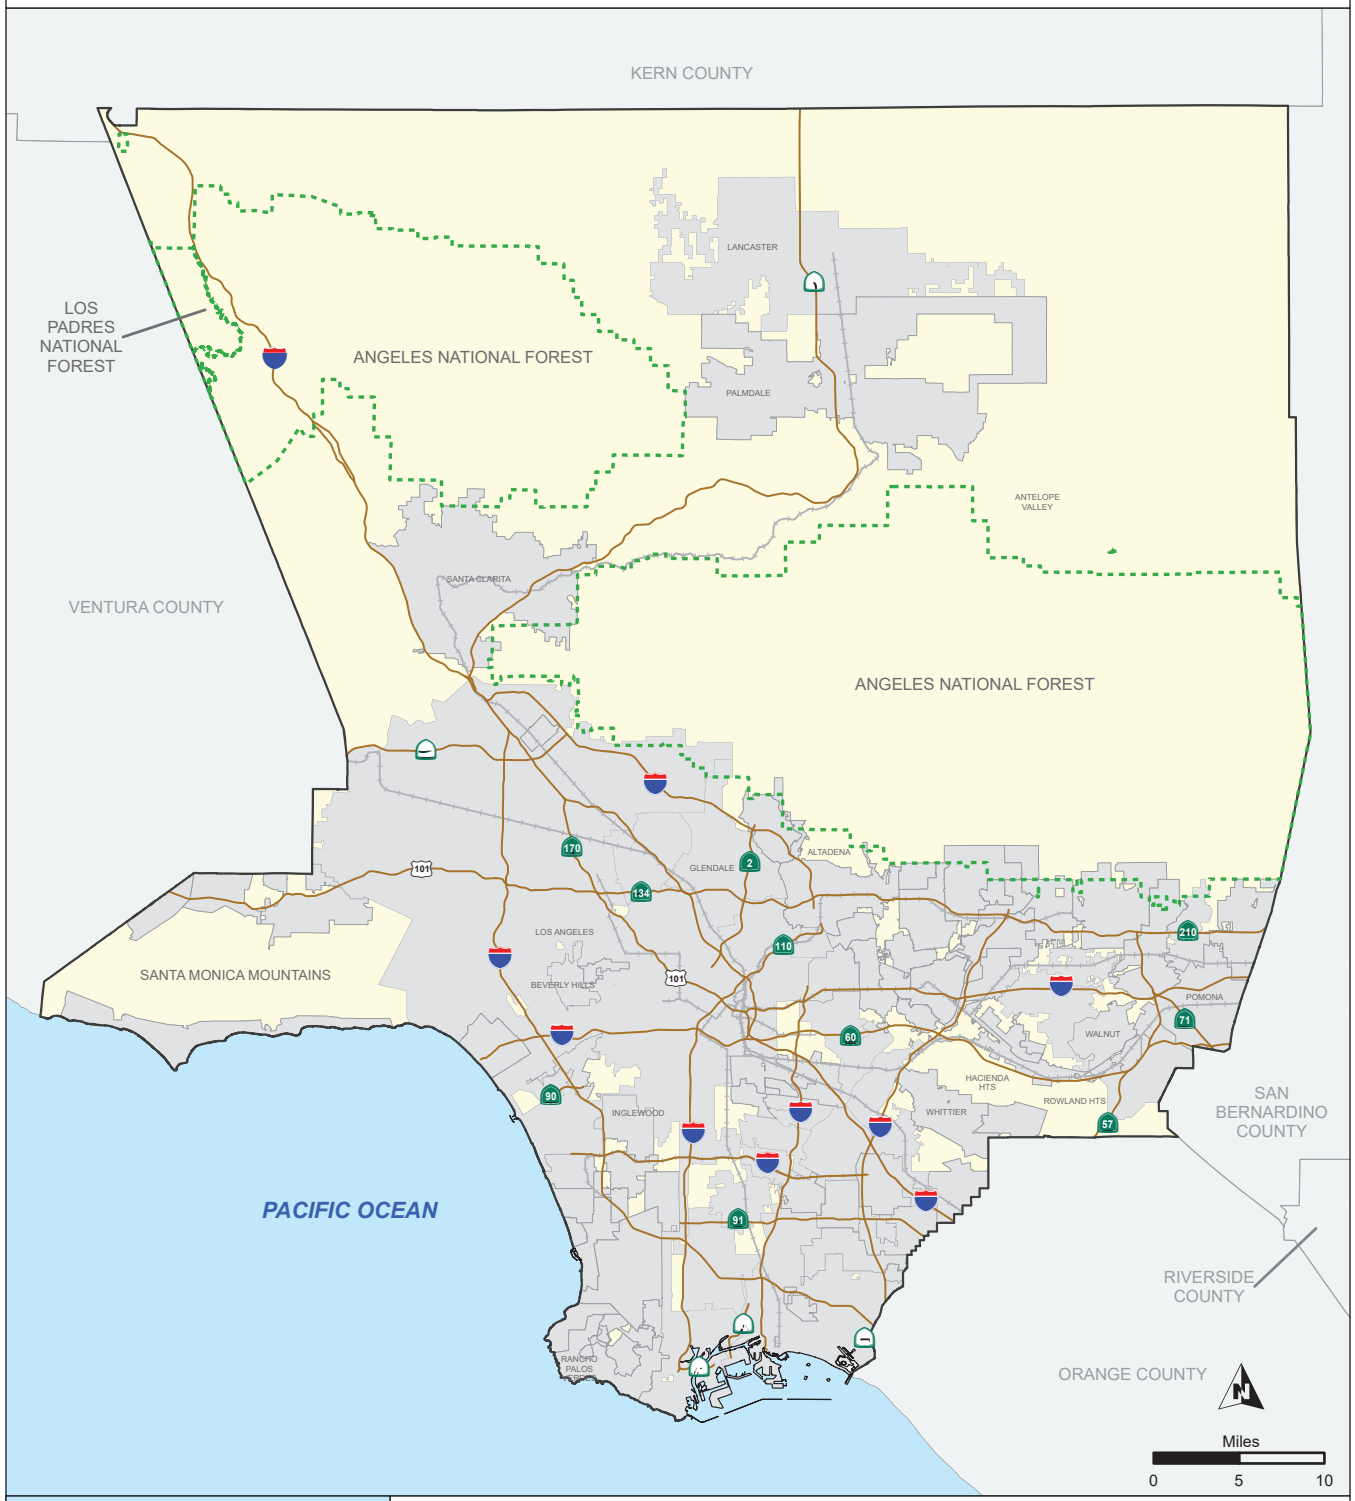 KERN COUNTY
LANCASTER
LOS
PADRES
NATIONAL
FOREST
ANGELES NATIONAL FOREST
PALMDALE
ANTELOPE
VALLEY
SANTA CLARITA
VENTURA COUNTY
ANGELES NATIONAL FOREST
170
ALTADENA
101
GLENDALE
2
134
LOS ANGELES
210
110
SANTA MONICA MOUNTAINS
101
BEVERLY HILLS
POMONA
71
60
WALNUT
HACIENDA
HTS
90
ROWLAND HTS
SAN
BERNARDINO
COUNTY
INGLEWOOD
WHITTIER
57
PACIFIC OCEAN
91
RIVERSIDE
COUNTY
RANCHO
PALOS
VERDES
ORANGE COUNTY
N
Miles
0 5 10